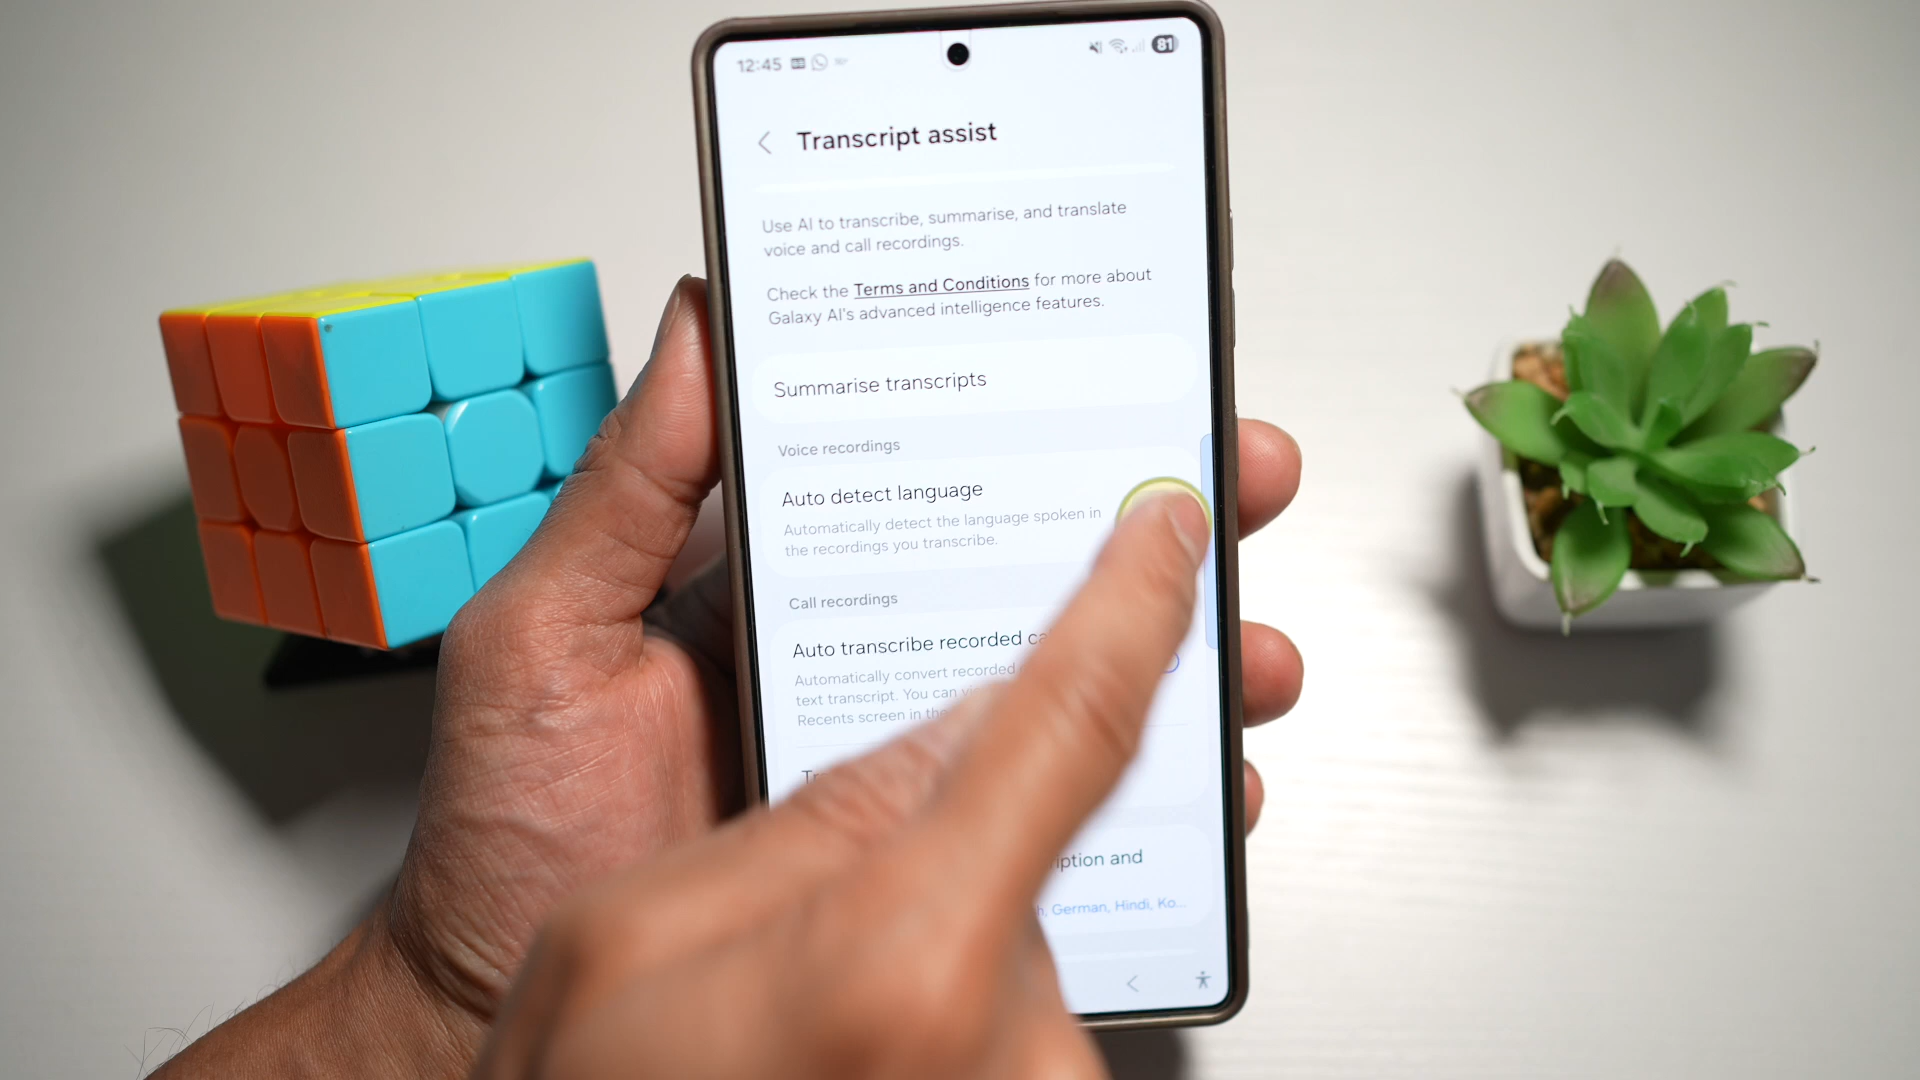 12:45
81
Transcript assist
Use AI to transcribe, summarise, and translate
voice and call recordings.
Check the Terms and Conditions for more about
Galaxy AI's advanced intelligence features.
Summarise transcripts
Voice recordings
Auto detect language
Automatically detect the language spoken in
the recordings you transcribe.
Call recordings
Auto transcribe recorded
Automatically convert recorded
text transcript. You can
Recents screen in the
and
German, Hindi, Ko...